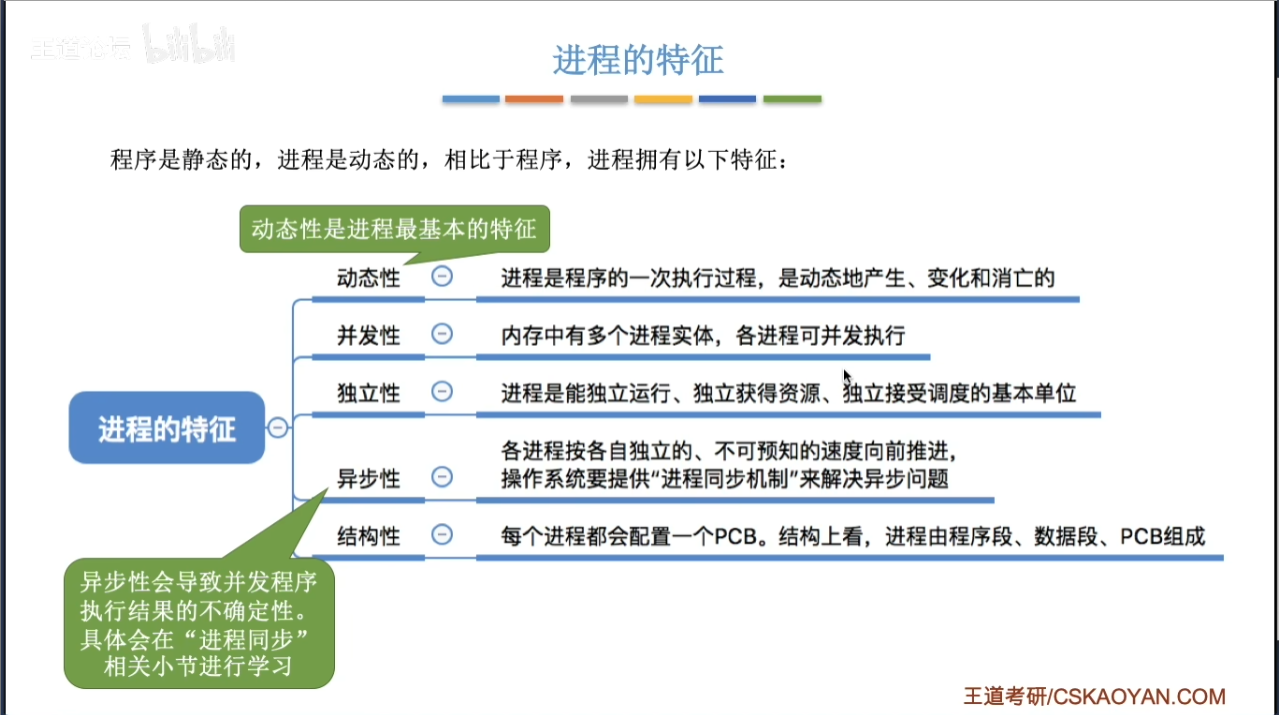 王道论坛 bilibili
进程的特征
程序是静态的，进程是动态的，相比于程序，进程拥有以下特征：
动态性是进程最基本的特征
动态性 进程是程序的一次执行过程，是动态地产生、变化和消亡的
并发性 内存中有多个进程实体，各进程可并发执行
独立性 进程是能独立运行、独立获得资源、独立接受调度的基本单位
进程的特征
各进程按各自独立的、不可预知的速度向前推进，
异步性 操作系统要提供“进程同步机制”来解决异步问题
结构性 每个进程都会配置一个PCB。结构上看，进程由程序段、数据段、PCB组成
异步性会导致并发程序
执行结果的不确定性。
具体会在“进程同步”
相关小节进行学习
王道考研/CSKAOYAN.COM